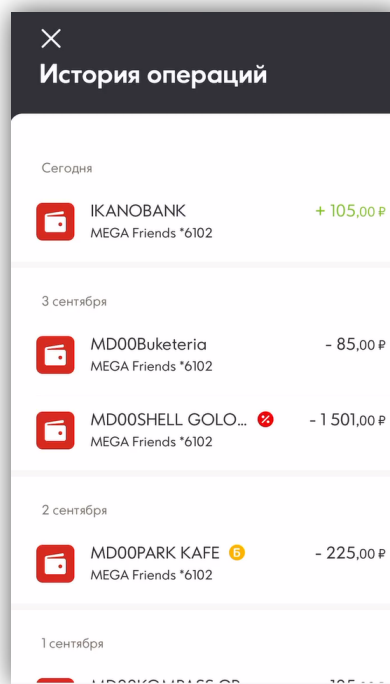 История операций
Сегодня
IKANOBANK + 105,00 ₽
MEGA Friends *6102
3 сентября
MD00Buketeria - 85,00 ₽
MEGA Friends *6102
MD00SHELL GOLO... - 1 501,00 ₽
MEGA Friends *6102
2 сентября
MD00PARK KAFE Б - 225,00 ₽
MEGA Friends *6102
1 сентября